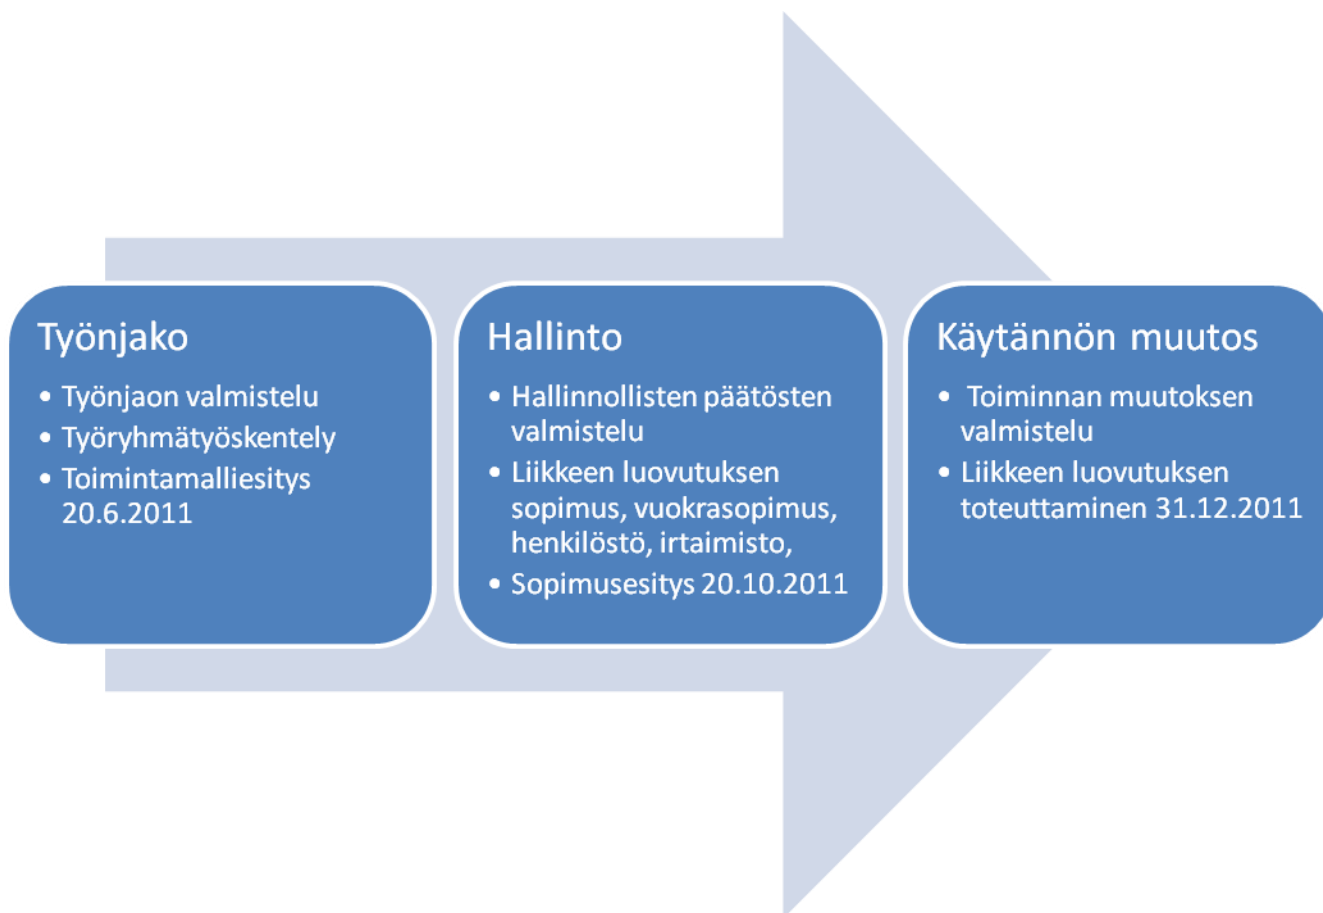 Työnjako
• Työnjaon valmistelu
• Työryhmätyöskentely
• Toimintamalliesitys
20.6.2011
Hallinto
• Hallinnollisten päätösten
valmistelu
• Liikkeen luovutuksen
sopimus, vuokrasopimus,
henkilöstö, irtaimisto,
• Sopimusesitys 20.10.2011
Käytännön muutos
• Toiminnan muutoksen
valmistelu
• Liikkeen luovutuksen
toteuttaminen 31.12.2011